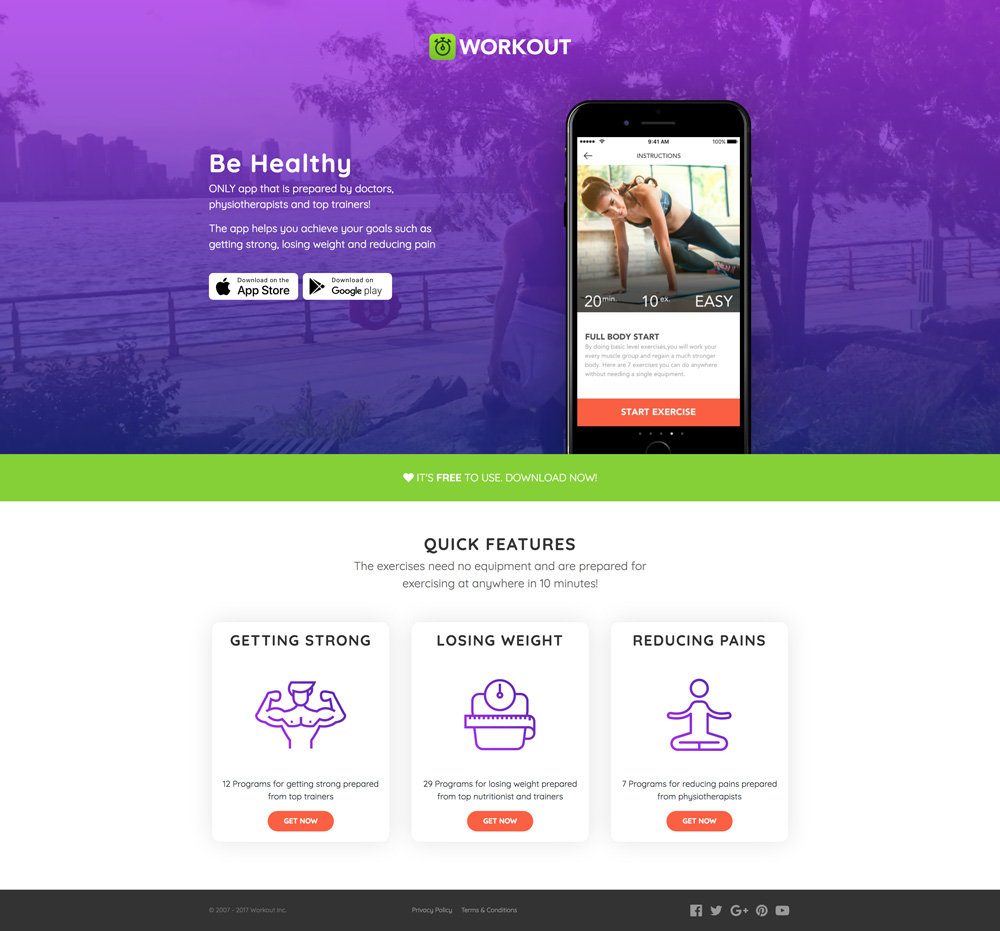 WORKOUT
Be Healthy
ONLY app that is prepared by doctors,
physiotherapists and top trainers!
The app helps you achieve your goals such as
getting strong, losing weight and reducing pain
Download on the
App Store
Download on
Google play
9:41 AM
100%
INSTRUCTIONS
20 min. 10 ex. EASY
FULL BODY START
By doing basic level exercises,you will work your
every muscle group and regain a much stronger
body. Here are 7 exercises you can do anywhere
without needing a single equipment.
START EXERCISE
IT'S FREE TO USE. DOWNLOAD NOW!
QUICK FEATURES
The exercises need no equipment and are prepared for
exercising at anywhere in 10 minutes!
GETTING STRONG
12 Programs for getting strong prepared
from top trainers
GET NOW
LOSING WEIGHT
29 Programs for losing weight prepared
from top nutritionist and trainers
GET NOW
REDUCING PAINS
7 Programs for reducing pains prepared
from physiotherapists
GET NOW
© 2007 - 2017 Workout Inc.
Privacy Policy Terms & Conditions
G+